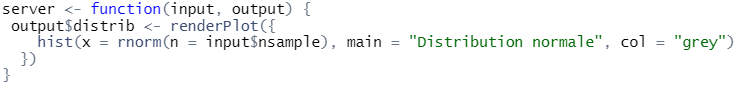 server <- function(input, output) {
 output$distrib <- renderPlot({
    hist(x = rnorm(n = input$nsample), main = "Distribution normale", col = "grey")
  })
}